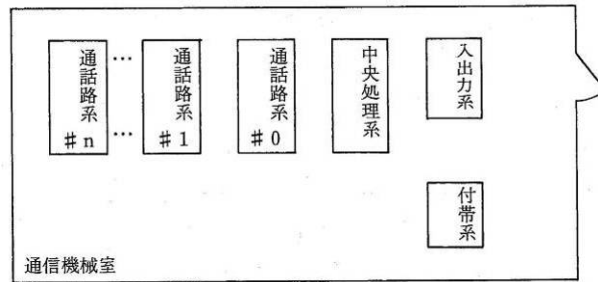 通話路系
#n
…
…
通話路系
#1
通話路系
#0
中央処理系
入出力系
付帯系
通信機械室